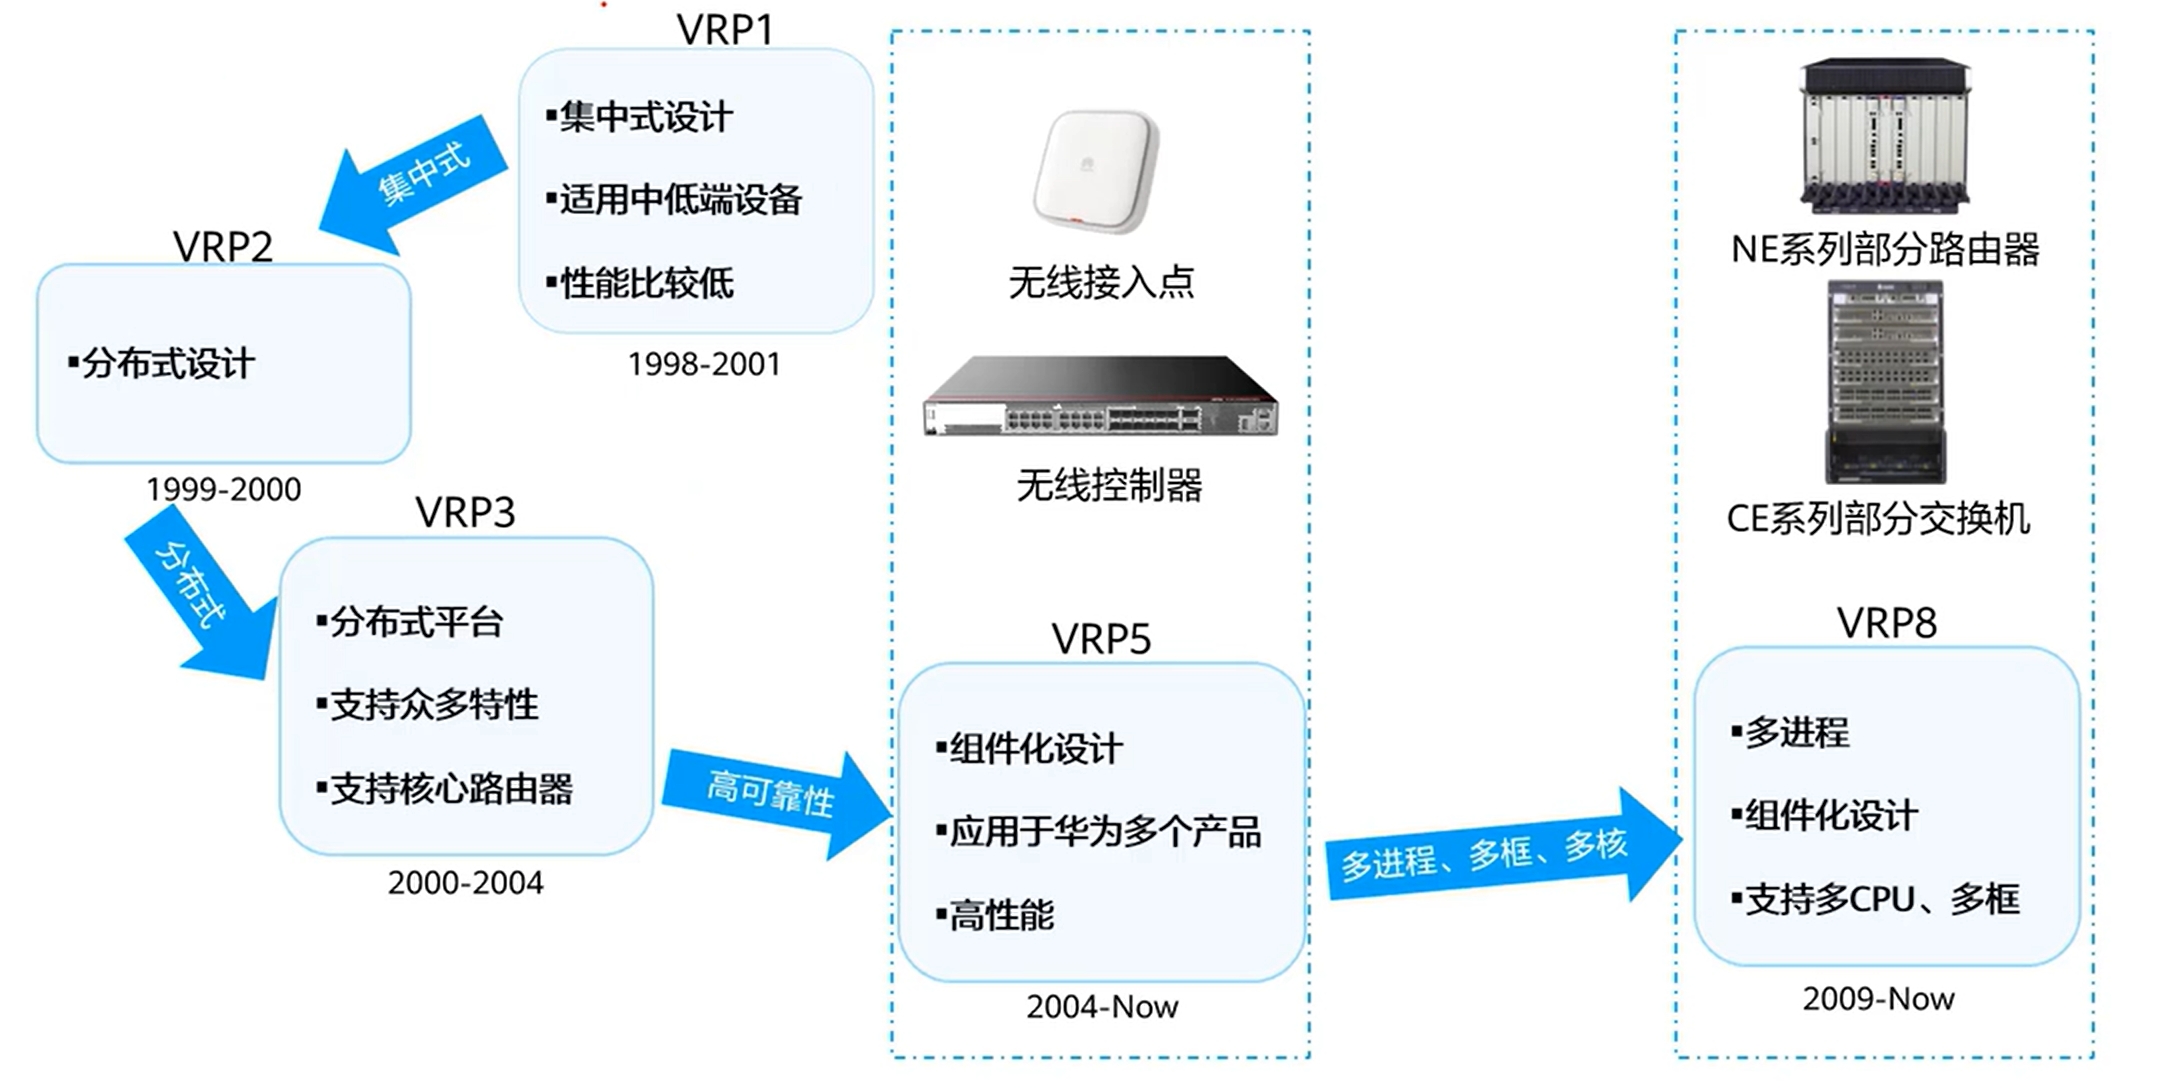 VRP1
▪集中式设计
▪适用中低端设备
▪性能比较低
1998-2001
集中式
VRP2
▪分布式设计
1999-2000
分布式
VRP3
▪分布式平台
▪支持众多特性
▪支持核心路由器
2000-2004
高可靠性
无线接入点
无线控制器
VRP5
▪组件化设计
▪应用于华为多个产品
▪高性能
2004-Now
多进程、多框、多核
NE系列部分路由器
CE系列部分交换机
VRP8
▪多进程
▪组件化设计
▪支持多CPU、多框
2009-Now